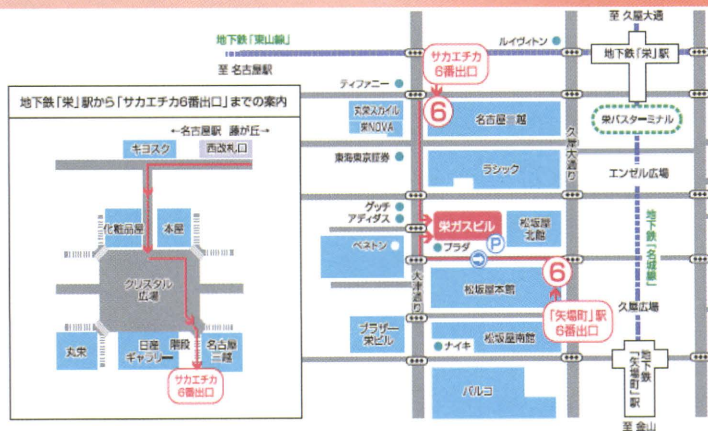 至 久屋大通
地下鉄「東山線」
ルイヴィトン
地下鉄「栄」駅
至 名古屋駅
サカエチカ
6番出口
ティファニー
6
丸栄スカイル
栄NOVA
名古屋三越
栄バスターミナル
久屋大通り
東海東京証券
ラシック
エンゼル広場
グッチ
アディダス
栄ガスビル
松坂屋
北館
ベネトン
プラダ
P
地下鉄「名城線」
大津通り
6
松坂屋本館
久屋広場
「矢場町」駅
6番出口
ブラザー
栄ビル
ナイキ
松坂屋南館
地下鉄
「矢場町」駅
パルコ
至 金山
地下鉄「栄」駅から「サカエチカ6番出口」までの案内
←名古屋駅 藤が丘→
キヨスク
西改札口
化粧品屋
本屋
クリスタル
広場
丸栄
日産
ギャラリー
階段
名古屋
三越
サカエチカ
6番出口